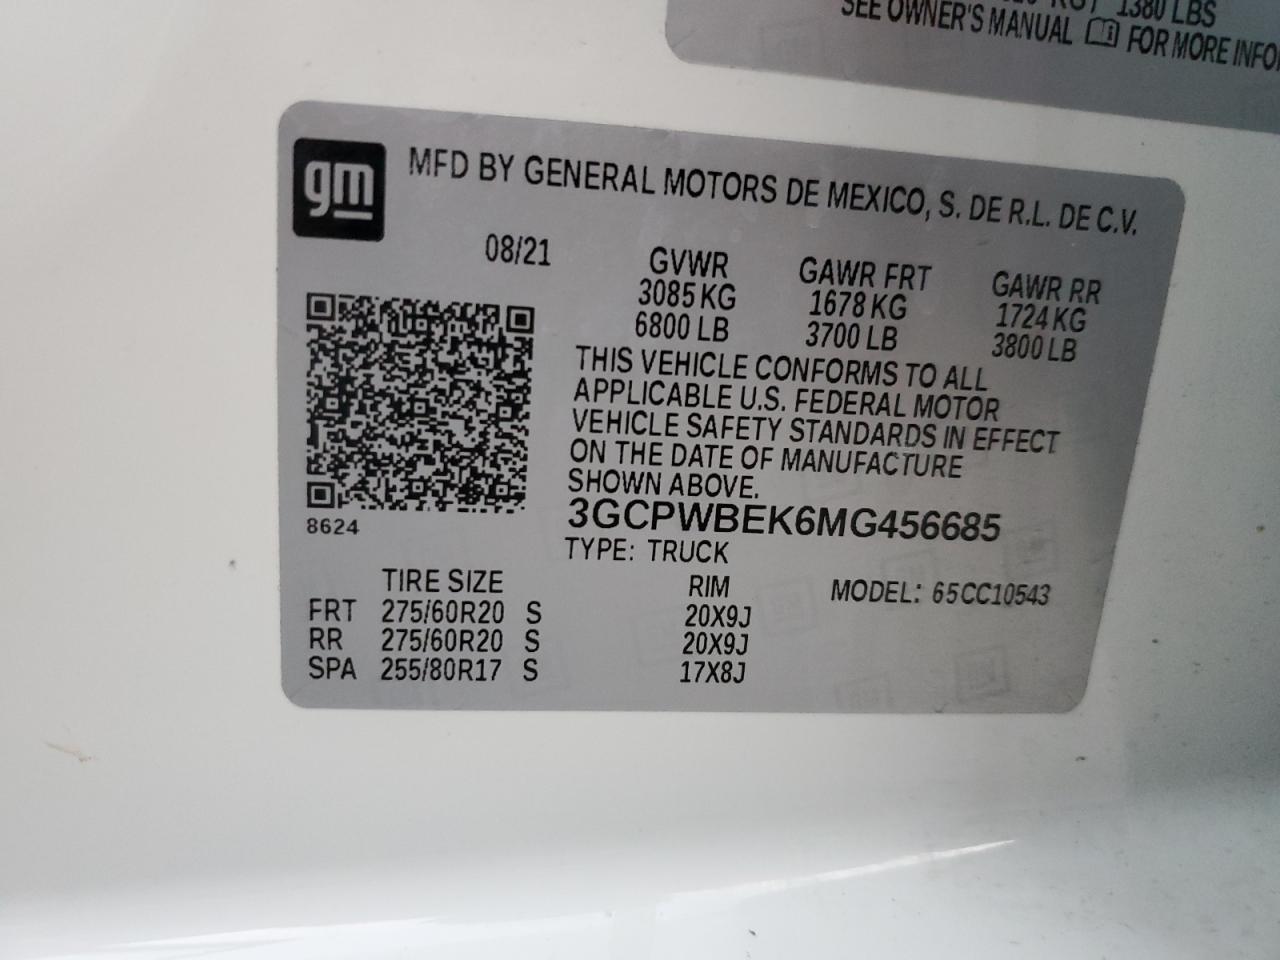 1380 LBS
SEE OWNER'S MANUAL FOR MORE INFO
gm
MFD BY GENERAL MOTORS DE MEXICO, S. DE R.L. DE C.V.
08/21
GVWR GAWR FRT GAWR RR
3085 KG 1678 KG 1724 KG
6800 LB 3700 LB 3800 LB
THIS VEHICLE CONFORMS TO ALL
APPLICABLE U.S. FEDERAL MOTOR
VEHICLE SAFETY STANDARDS IN EFFECT
ON THE DATE OF MANUFACTURE
SHOWN ABOVE.
8624
3GCPWBEK6MG456685
TYPE: TRUCK
TIRE SIZE RIM MODEL: 65CC10543
FRT 275/60R20 S 20X9J
RR 275/60R20 S 20X9J
SPA 255/80R17 S 17X8J